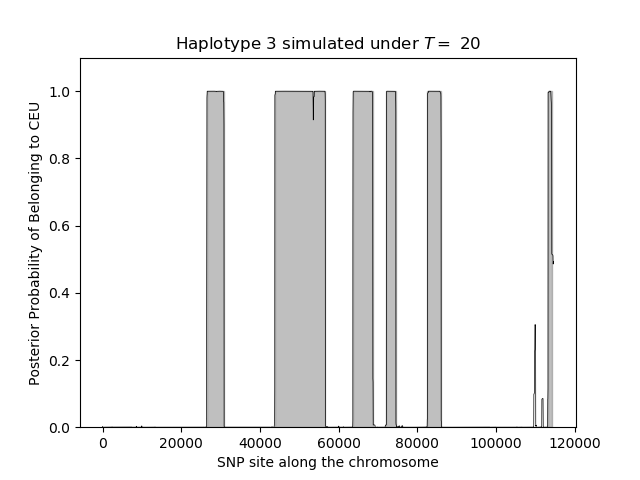 Haplotype 3 simulated under T = 20
Posterior Probability of Belonging to CEU
1.0
0.8
0.6
0.4
0.2
0.0
0 20000 40000 60000 80000 100000 120000
SNP site along the chromosome